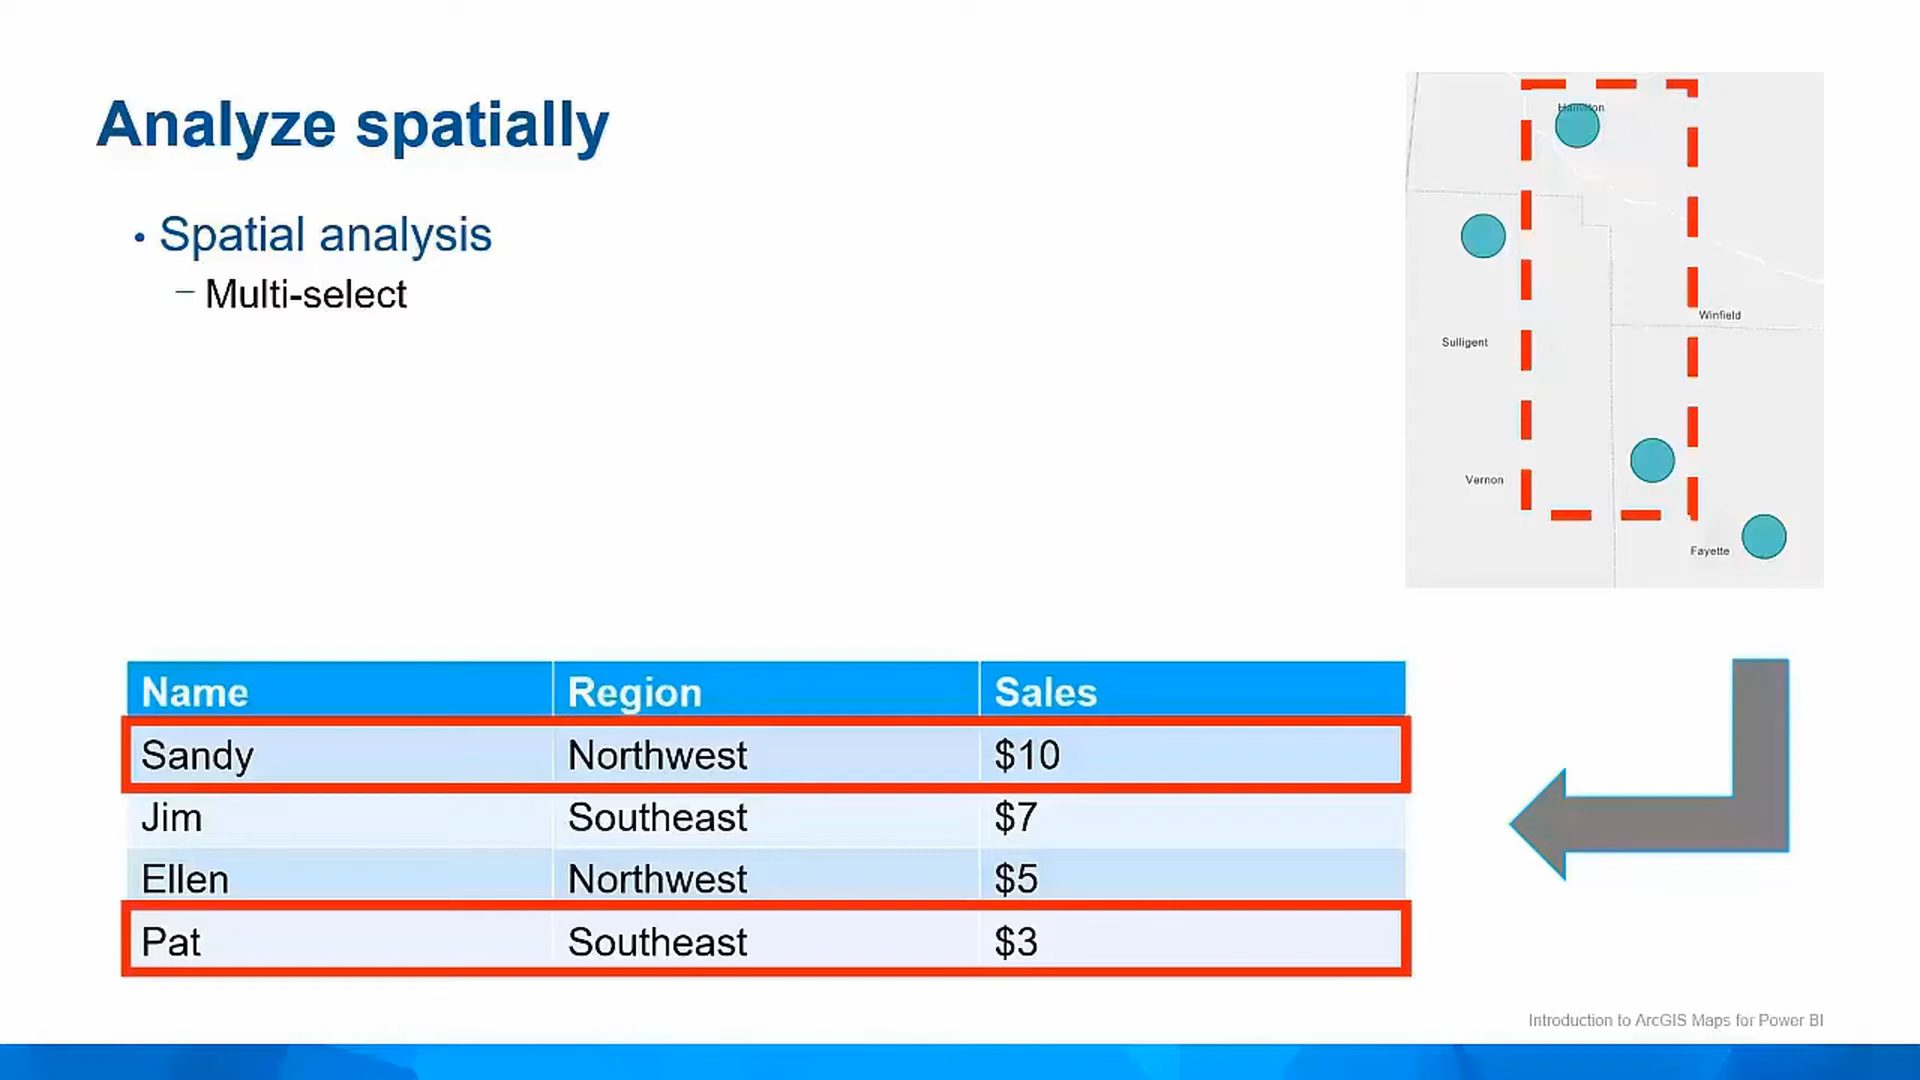 Analyze spatially
• Spatial analysis
– Multi-select
Hamilton
Winfield
Sulligent
Vernon
Fayette
Name Region Sales
Sandy Northwest $10
Jim Southeast $7
Ellen Northwest $5
Pat Southeast $3
Introduction to ArcGIS Maps for Power BI